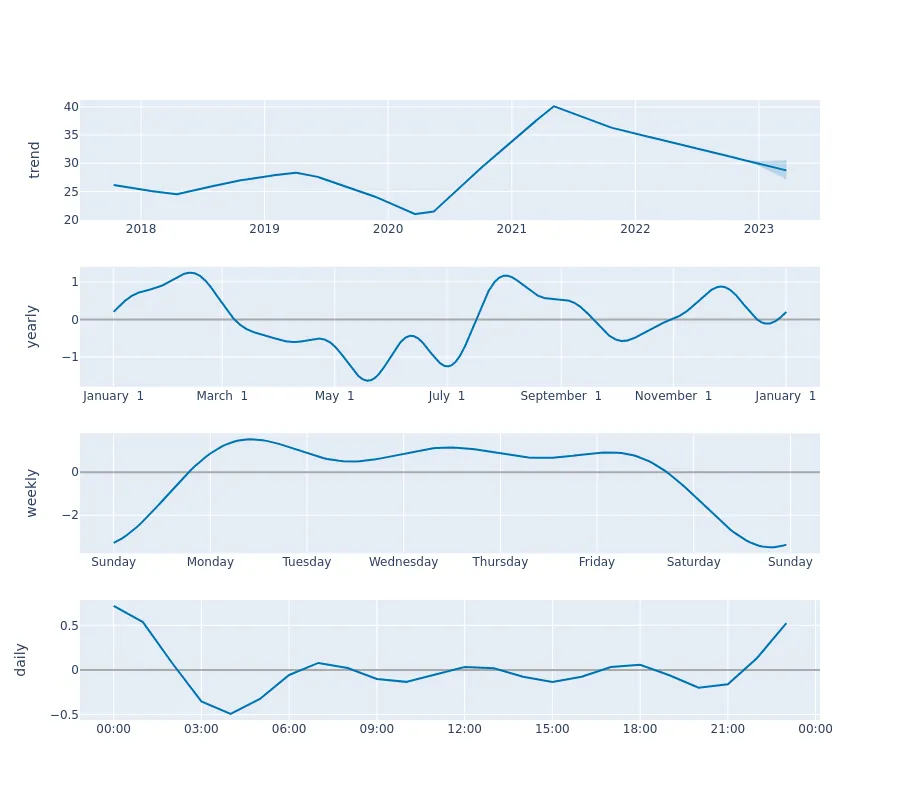 trend
40
35
30
25
20
2018 2019 2020 2021 2022 2023
yearly
1
0
−1
January 1 March 1 May 1 July 1 September 1 November 1 January 1
weekly
0
−2
Sunday Monday Tuesday Wednesday Thursday Friday Saturday Sunday
daily
0.5
0
−0.5
00:00 03:00 06:00 09:00 12:00 15:00 18:00 21:00 00:00